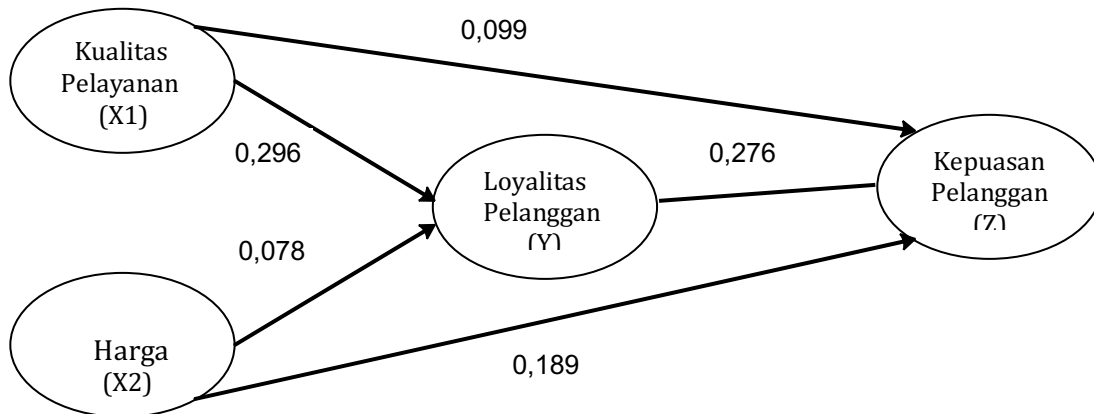 0,099
Kualitas
Pelayanan
(X1)
0,296
0,276
Loyalitas
Pelanggan
(Y)
Kepuasan
Pelanggan
(Z)
0,078
Harga
(X2)
0,189